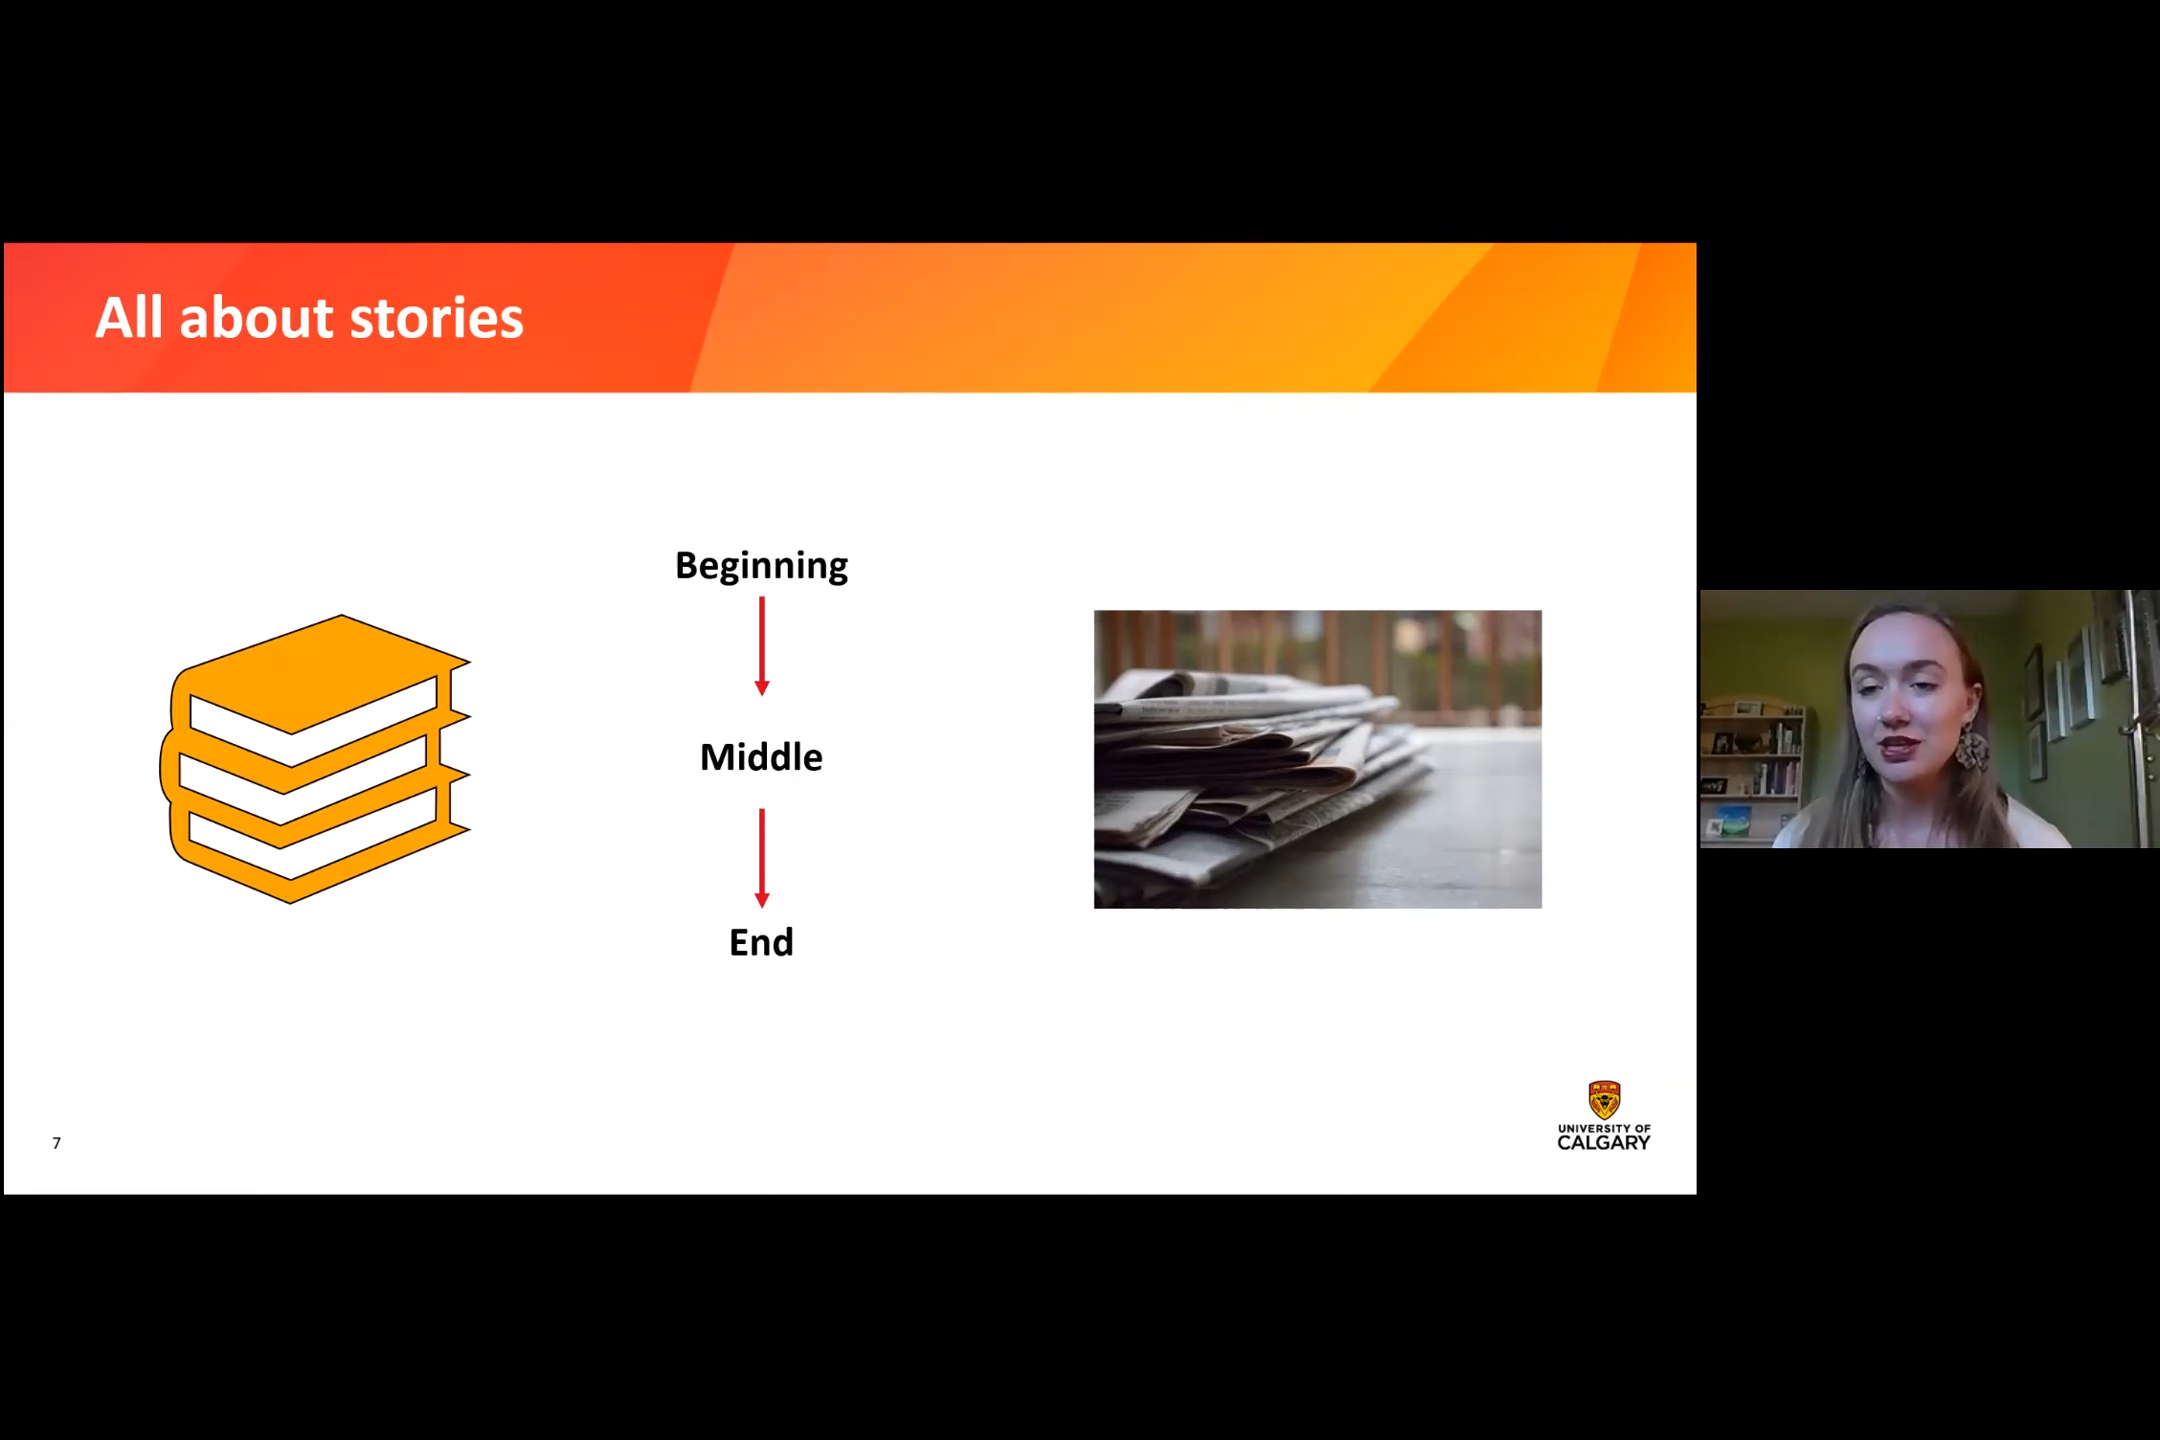 All about stories
Beginning
Middle
End
7
UNIVERSITY OF
CALGARY